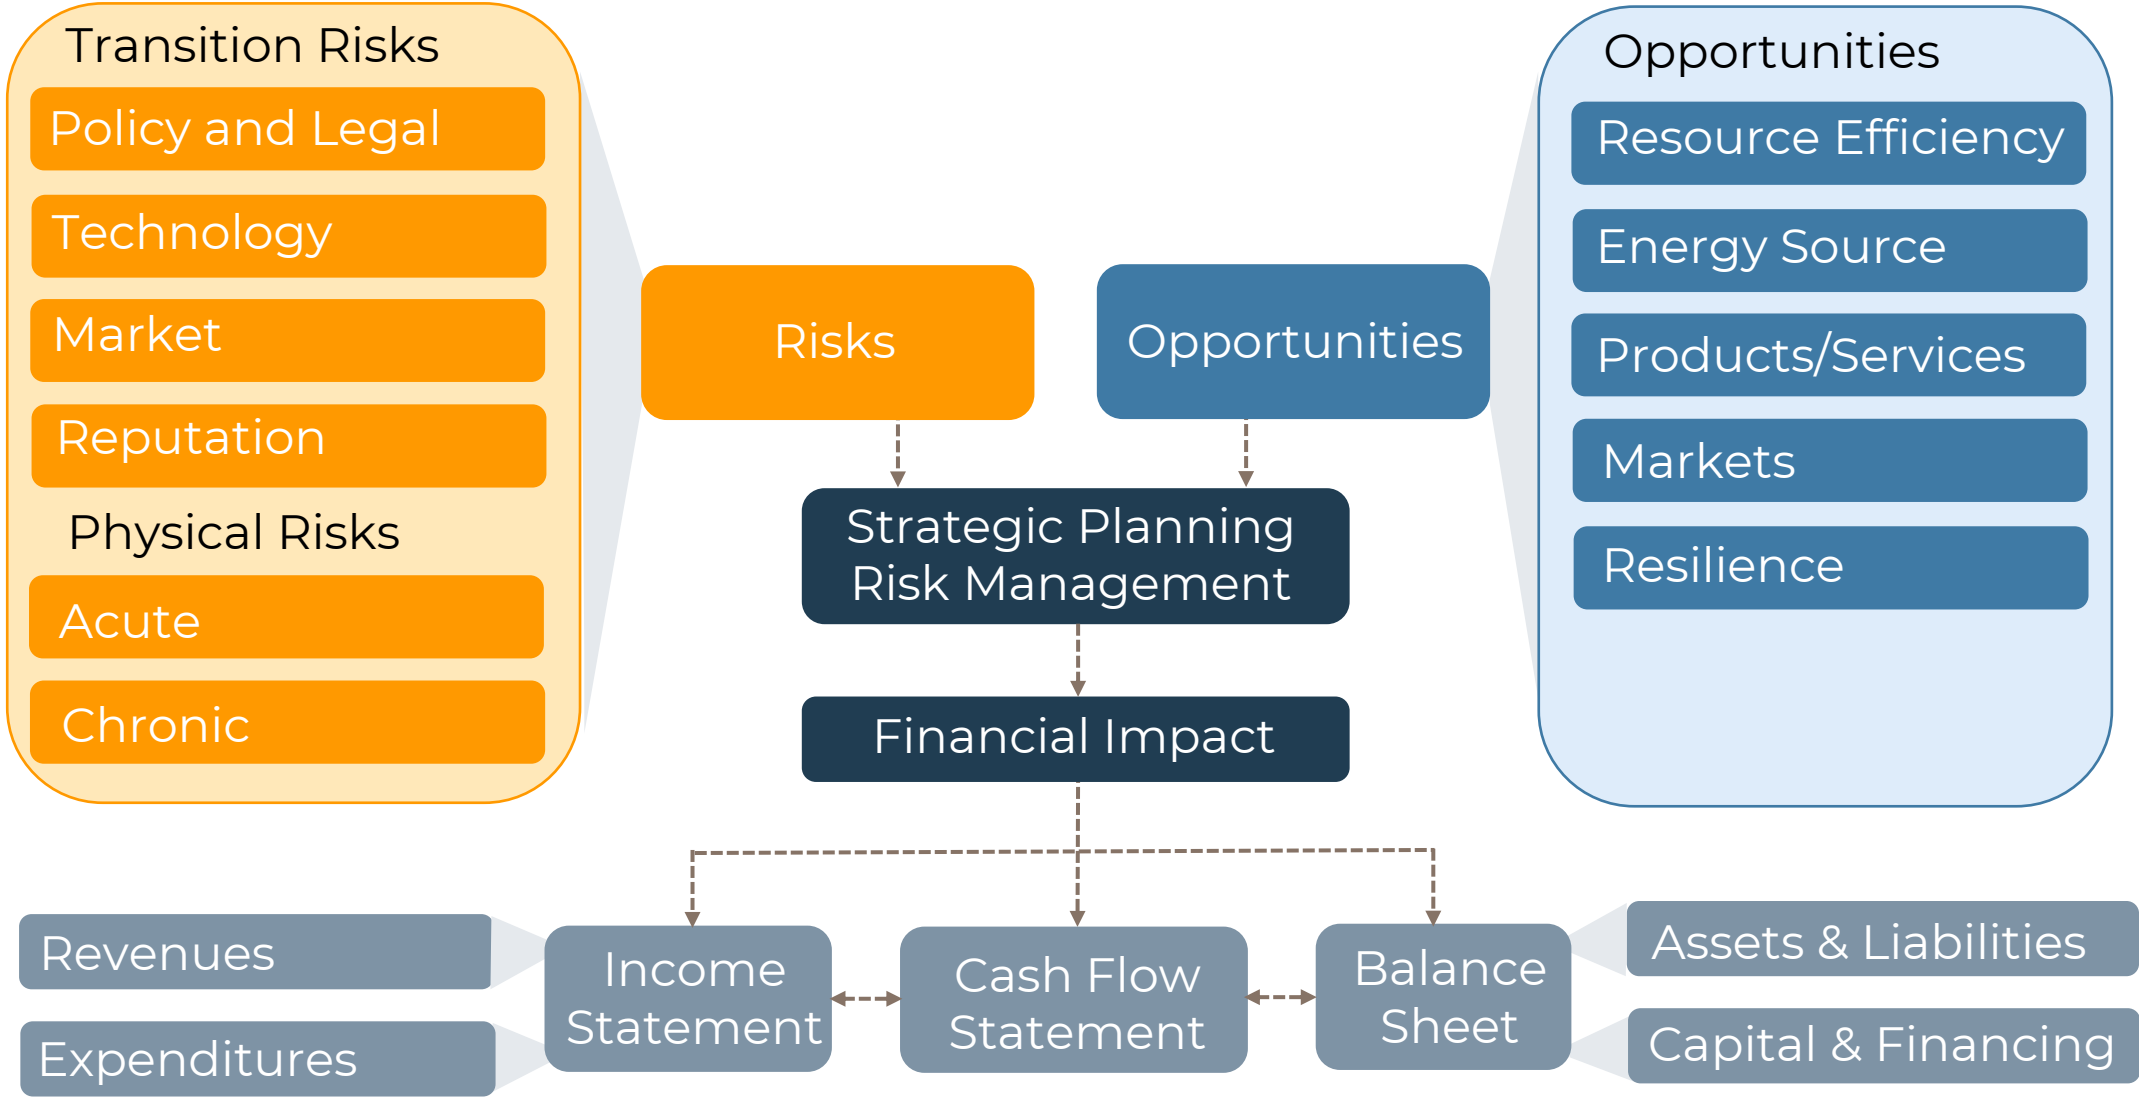 Transition Risks
Policy and Legal
Technology
Market
Reputation
Physical Risks
Acute
Chronic
Risks
Opportunities
Opportunities
Resource Efficiency
Energy Source
Products/Services
Markets
Resilience
Strategic Planning
Risk Management
Financial Impact
Revenues
Expenditures
Income
Statement
Cash Flow
Statement
Balance
Sheet
Assets & Liabilities
Capital & Financing